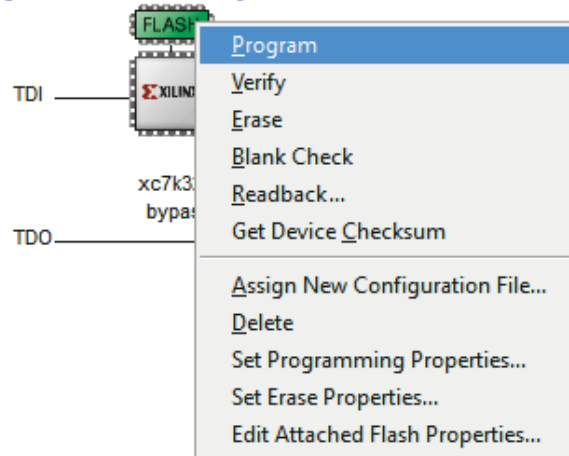 FLASH
Program
TDI
XILINX
Verify
Erase
Blank Check
xc7k3
Readback...
bypas
TDO
Get Device Checksum
Assign New Configuration File...
Delete
Set Programming Properties...
Set Erase Properties...
Edit Attached Flash Properties...